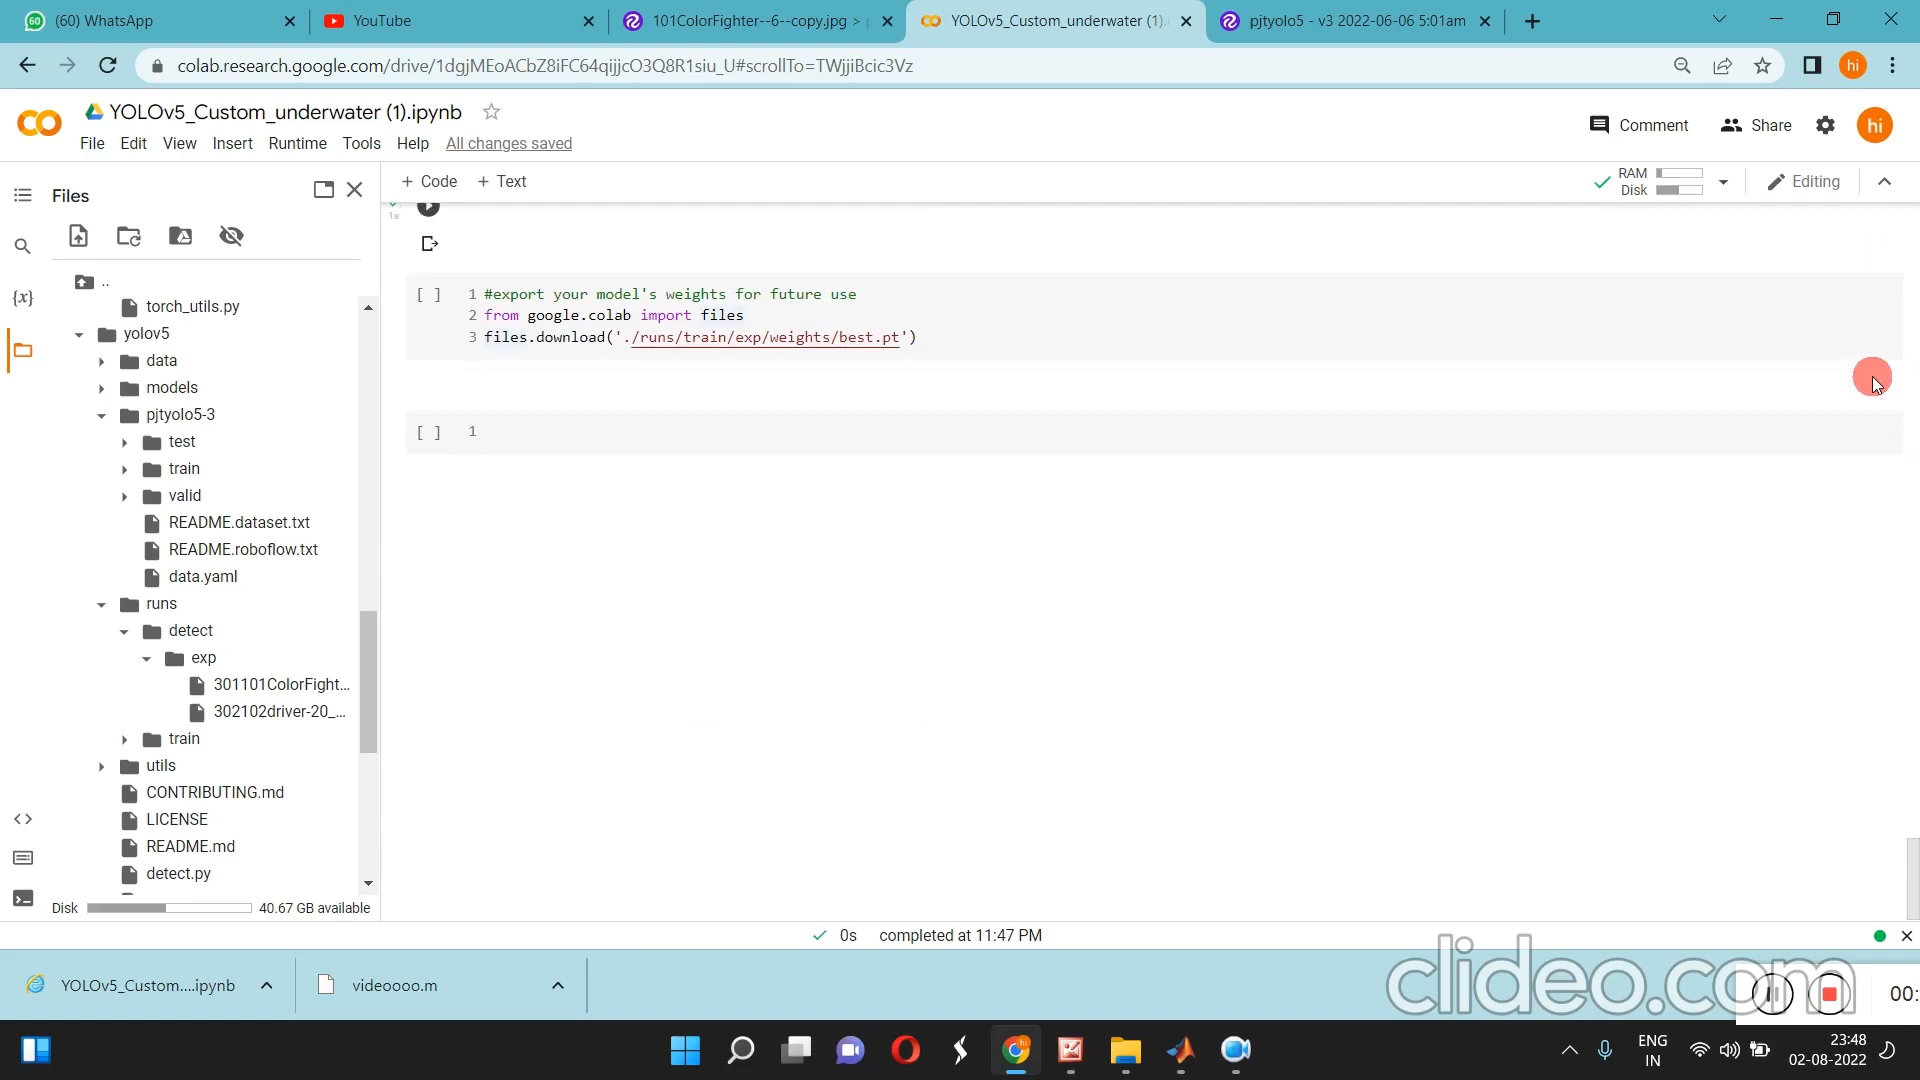 (60) WhatsApp
YouTube
101ColorFighter--6--copy.jpg >
YOLOv5_Custom_underwater (1).i
pjtyolo5 - v3 2022-06-06 5:01am
colab.research.google.com/drive/1dgjMEoACbZ8iFC64qijjcO3Q8R1siu_U#scrollTo=TWjjiBcic3Vz
hi
YOLOv5_Custom_underwater (1).ipynb
File Edit View Insert Runtime Tools Help All changes saved
Comment
Share
hi
Files
+ Code + Text
RAM
Disk
Editing
1s
..
torch_utils.py
yolov5
data
models
pjtyolo5-3
test
train
valid
README.dataset.txt
README.roboflow.txt
data.yaml
runs
detect
exp
301101ColorFight...
302102driver-20_...
train
utils
CONTRIBUTING.md
LICENSE
README.md
detect.py
Disk 40.67 GB available
[ ] 1 #export your model's weights for future use
2 from google.colab import files
3 files.download('./runs/train/exp/weights/best.pt')
[ ] 1
0s completed at 11:47 PM
YOLOv5_Custom....ipynb
videoooo.m
clideo.com
00:
ENG
IN
23:48
02-08-2022